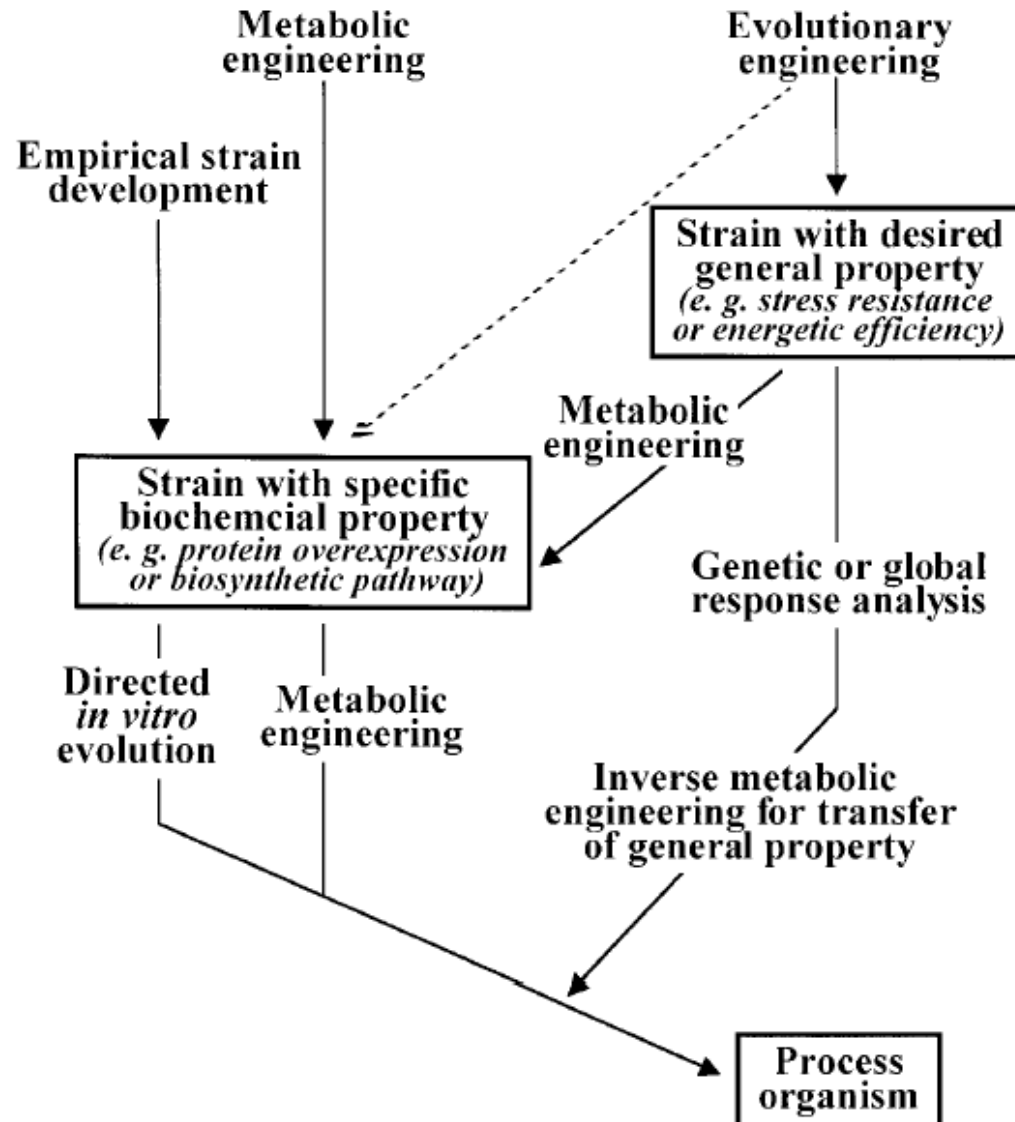 Metabolic
engineering
Evolutionary
engineering
Empirical strain
development
Strain with desired
general property
(e. g. stress resistance
or energetic efficiency)
Metabolic
engineering
Strain with specific
biochemcial property
(e. g. protein overexpression
or biosynthetic pathway)
Genetic or global
response analysis
Directed
in vitro
evolution
Metabolic
engineering
Inverse metabolic
engineering for transfer
of general property
Process
organism